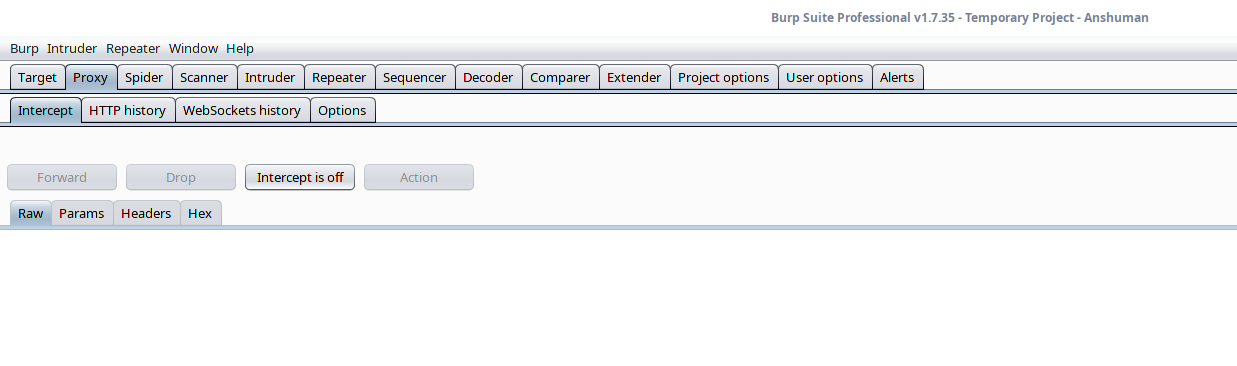 Burp Suite Professional v1.7.35 - Temporary Project - Anshuman
Burp Intruder Repeater Window Help
Target Proxy Spider Scanner Intruder Repeater Sequencer Decoder Comparer Extender Project options User options Alerts
Intercept HTTP history WebSockets history Options
Forward Drop Intercept is off Action
Raw Params Headers Hex